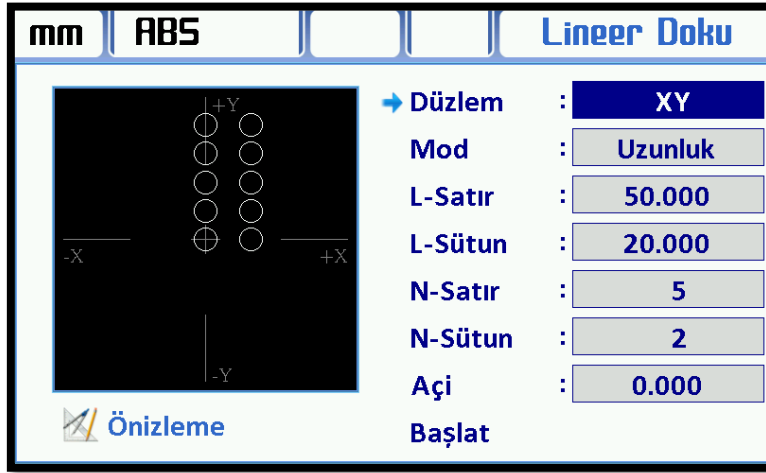 mm ABS Lineer Doku
+Y
-X +X
-Y
Önizleme
Düzlem : XY
Mod : Uzunluk
L-Satır : 50.000
L-Sütun : 20.000
N-Satır : 5
N-Sütun : 2
Açi : 0.000
Başlat